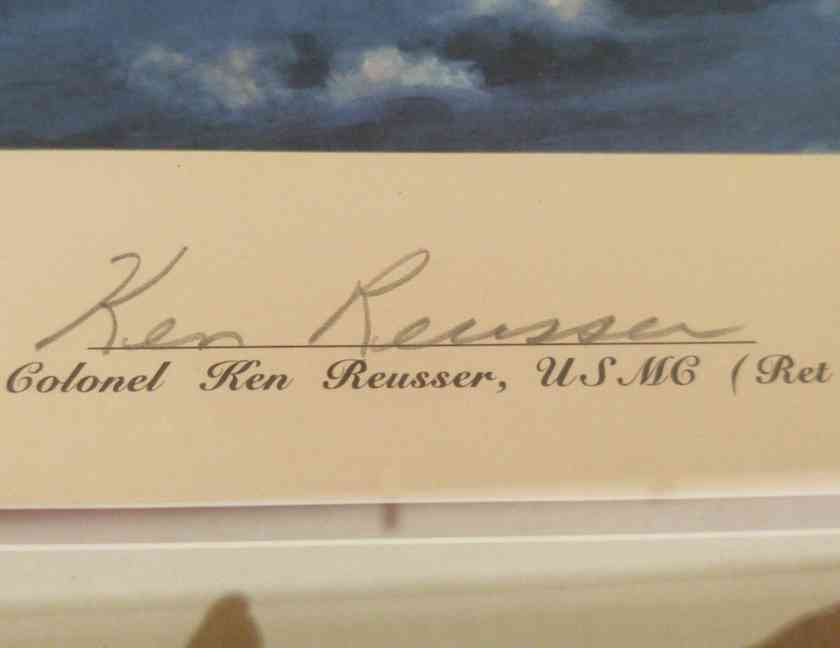 Ken Reusser
Colonel Ken Reusser, USMC (Ret